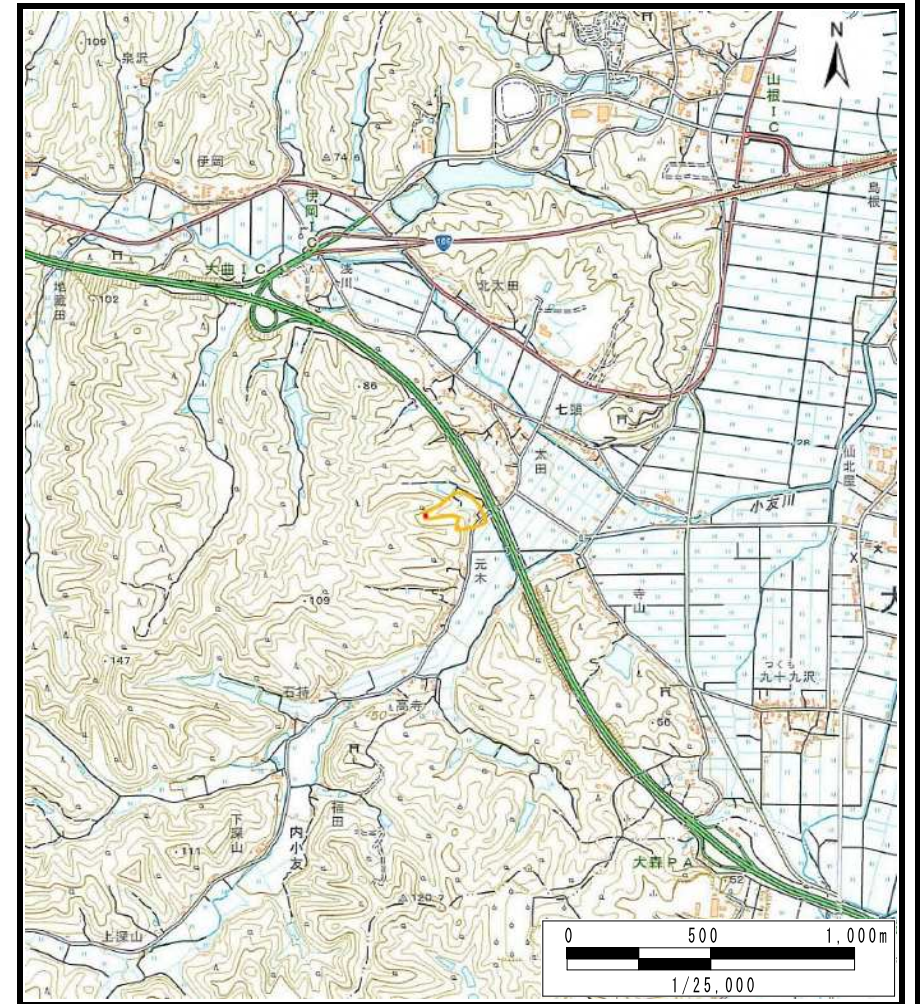 N
・109
泉沢
山根IC
伊岡
74.6
鳥根
伊岡IC
105
大曲IC
浅川
北太田
地蔵田
・102
・86
七頭
太田
・28
仙北屋
小友川
元木
・109
寺山
大
・147
つくも
九十九沢
石持
高寺
50
・56
下深山
福田
内小友
・111
大森PA
・52
120.7
上深山
0 500 1,000m
1/25,000